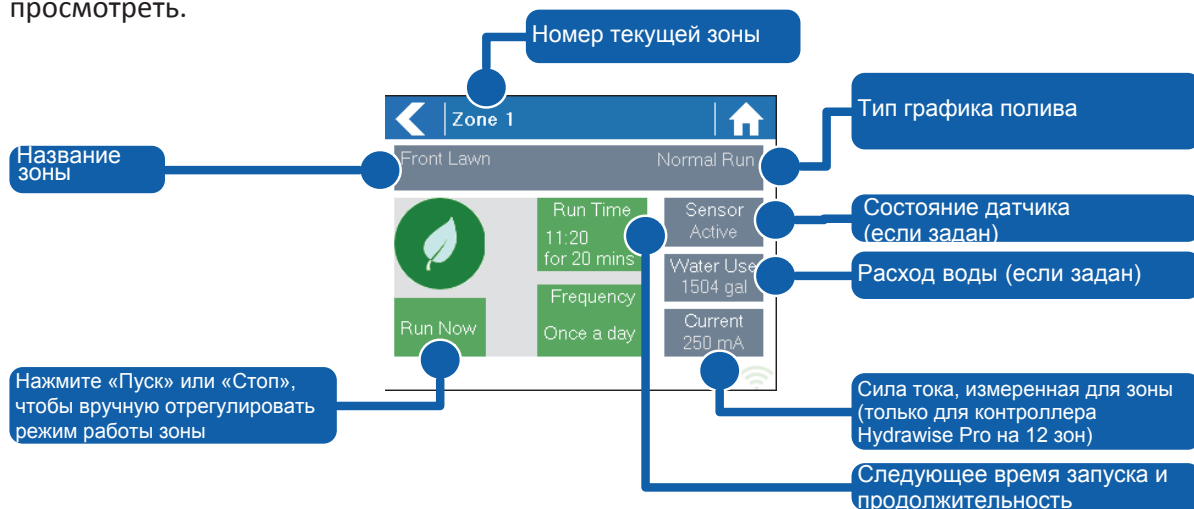 просмотреть.
Номер текущей зоны
Zone 1
Тип графика полива
Название
зоны
Front Lawn
Normal Run
Run Time
11:20
for 20 mins
Sensor
Active
Состояние датчика
(если задан)
Water Use
1504 gal
Расход воды (если задан)
Frequency
Once a day
Run Now
Current
250 mA
Нажмите «Пуск» или «Стоп»,
чтобы вручную отрегулировать
режим работы зоны
Сила тока, измеренная для зоны
(только для контроллера
Hydrawise Pro на 12 зон)
Следующее время запуска и
продолжительность